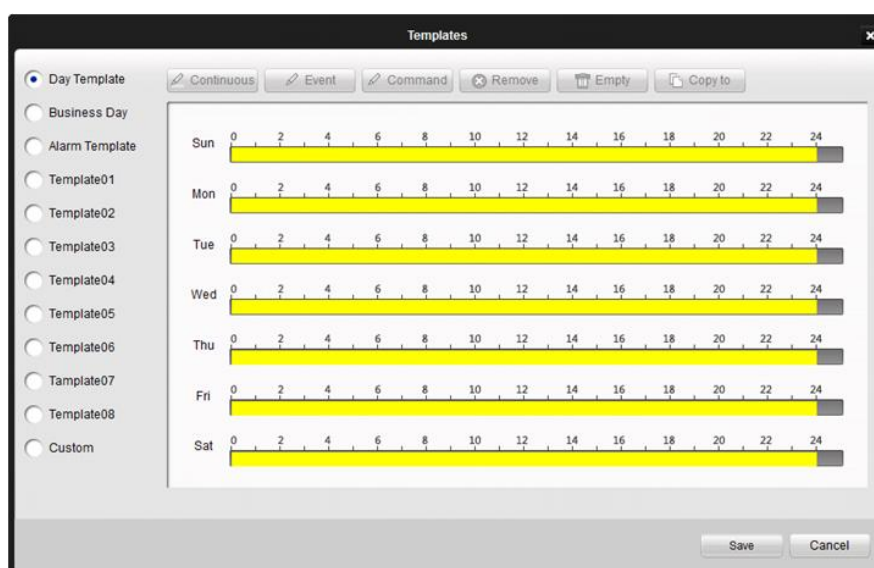 Templates
Day Template
Business Day
Alarm Template
Template01
Template02
Template03
Template04
Template05
Template06
Tamplate07
Template08
Custom
Continuous Event Command Remove Empty Copy to
0 2 4 6 8 10 12 14 16 18 20 22 24
Sun
0 2 4 6 8 10 12 14 16 18 20 22 24
Mon
0 2 4 6 8 10 12 14 16 18 20 22 24
Tue
0 2 4 6 8 10 12 14 16 18 20 22 24
Wed
0 2 4 6 8 10 12 14 16 18 20 22 24
Thu
0 2 4 6 8 10 12 14 16 18 20 22 24
Fri
0 2 4 6 8 10 12 14 16 18 20 22 24
Sat
Save Cancel